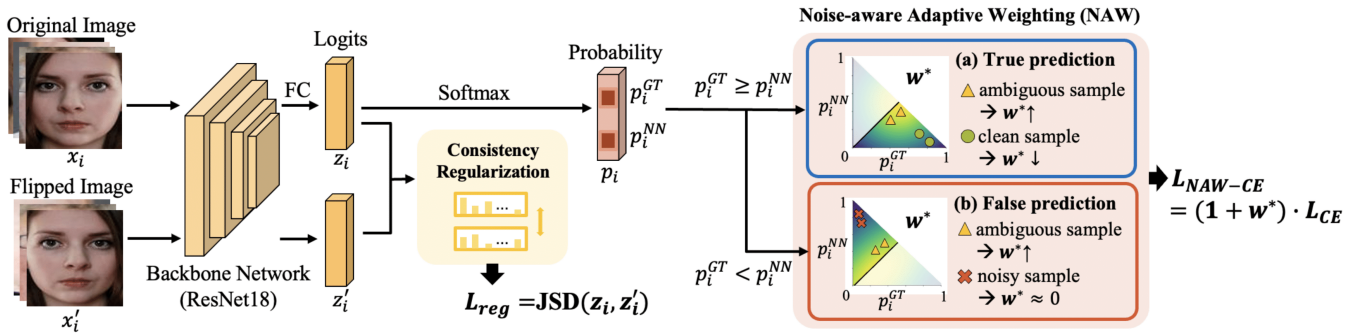 Original Image
x_i
Flipped Image
x_i'
Backbone Network
(ResNet18)
FC
Logits
z_i
z_i'
Softmax
Consistency
Regularization
...
...
L_reg =JSD(z_i, z_i')
Probability
p_i^GT
p_i^NN
p_i
p_i^GT ≥ p_i^NN
p_i^GT < p_i^NN
Noise-aware Adaptive Weighting (NAW)
1
p_i^NN
0
p_i^GT
1
w*
(a) True prediction
ambiguous sample
→ w*↑
clean sample
→ w* ↓
1
p_i^NN
0
p_i^GT
1
w*
(b) False prediction
ambiguous sample
→ w*↑
noisy sample
→ w* ≈ 0
L_NAW−CE
= (1 + w*) · L_CE